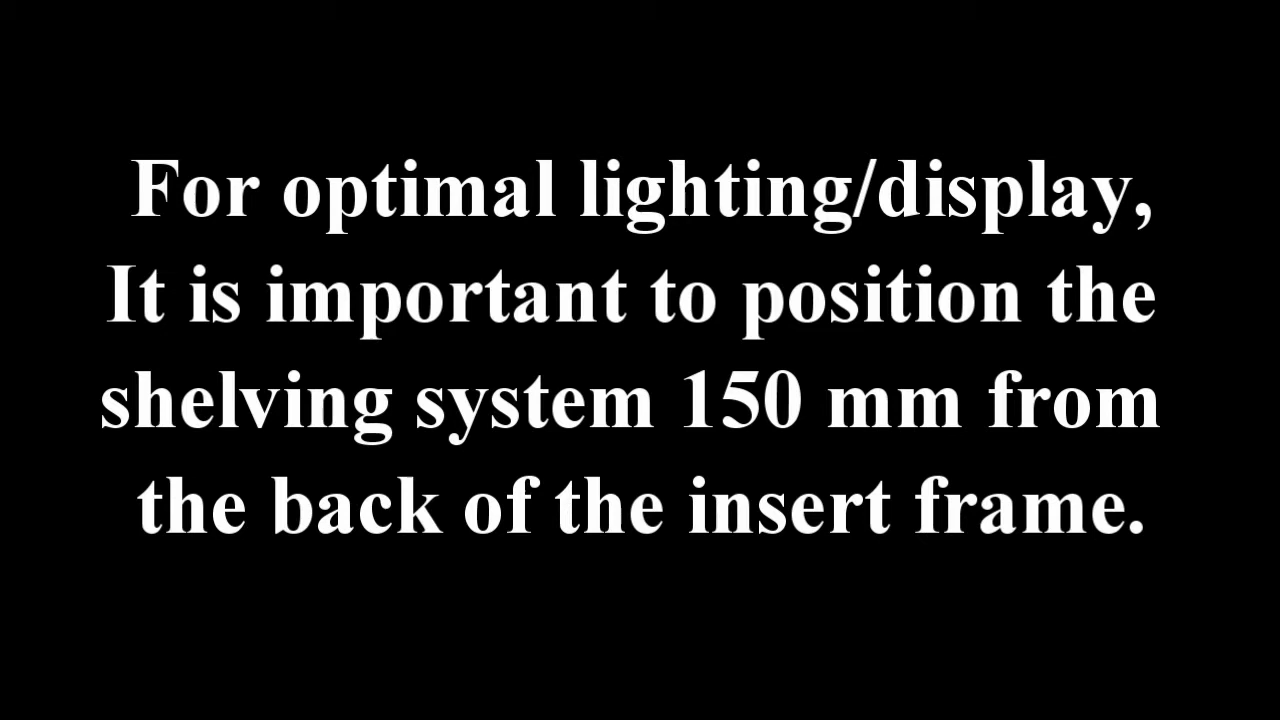 For optimal lighting/display,
It is important to position the
shelving system 150 mm from
the back of the insert frame.